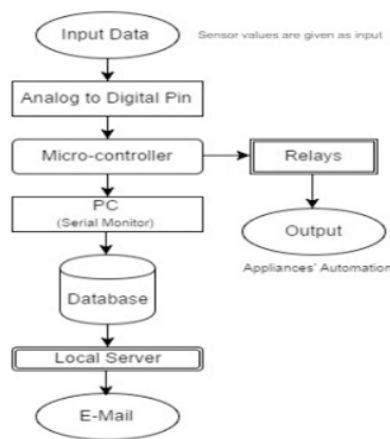 Input Data
Sensor values are given as input
Analog to Digital Pin
Micro-controller
Relays
PC
(Serial Monitor)
Output
Appliances' Automation
Database
Local Server
E-Mail